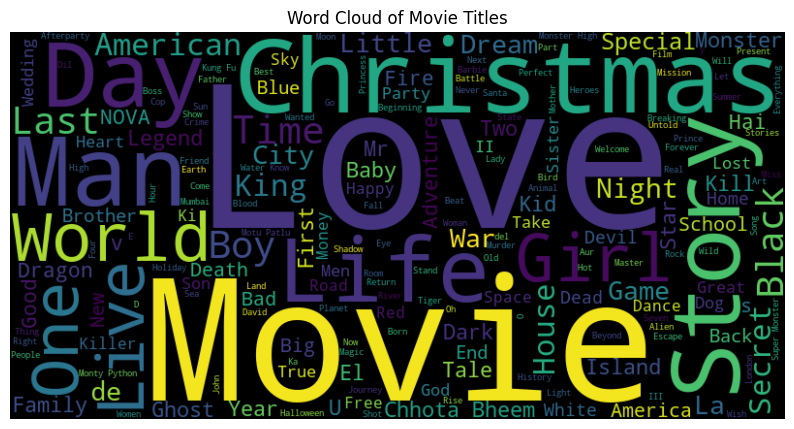 Word Cloud of Movie Titles
Afterparty
Dil
Wedding
American
Moon
Kung Fu
Father
Little
Dream
Sky
Blue
Fire
Party
Next
Barbie
Best
Battle
Princess
Beginning
Never
Santa
Special
Monster High
Part
Perfect
Film
Mission
Heroes
Mother
Monster
Present
Will
Let
Summer
Everything
Day
Christmas
Last
NOVA
Boss
Cop
Sun
Show
Crime
Time
Go
Wanted
Two
State
II
Lady
Sister
Welcome
Breaking
Untold
Hai
Prince
Forever
Stories
Legend
Heart
High
Friend
Earth
Water
Know
City
Mr
Baby
Happy
Adventure
Bird
Animal
Kid
Lost
Kill
Real
Home
Art
Miss
Man
Love
Hour
Come
Mumbai
Blood
King
Fall
Beat
Woman
Take
Night
School
Song
Brother
Ki
Motu Patlu
First
Money
Eye
War
del
Murder
Old
Star
Devil
Rock
Wild
Story
Black
World
Four
V
E
Boy
Life
Shadow
Room
Stand
Aur
Hot
Girl
Master
Dragon
Death
Men
Road
Return
River
Tiger
Space
Seven
Alien
Escape
Dead
Game
Great
Dog
s
Good
New
Son
Holiday
Sea
Bad
Land
David
Red
Planet
Born
Oh
Dance
Beyond
Back
Super Monster
One
Live
D
Movie
Thing
Right
People
Killer
Big
True
Now
Magic
Ka
Dark
End
Tale
O
House
Island
Secret
London
Monty Python
de
John
El
Journey
God
Rise
History
Light
III
America
La
Wish
Family
Women
Ghost
Year
Halloween
U
Free
Shot
Chhota
Bheem
White